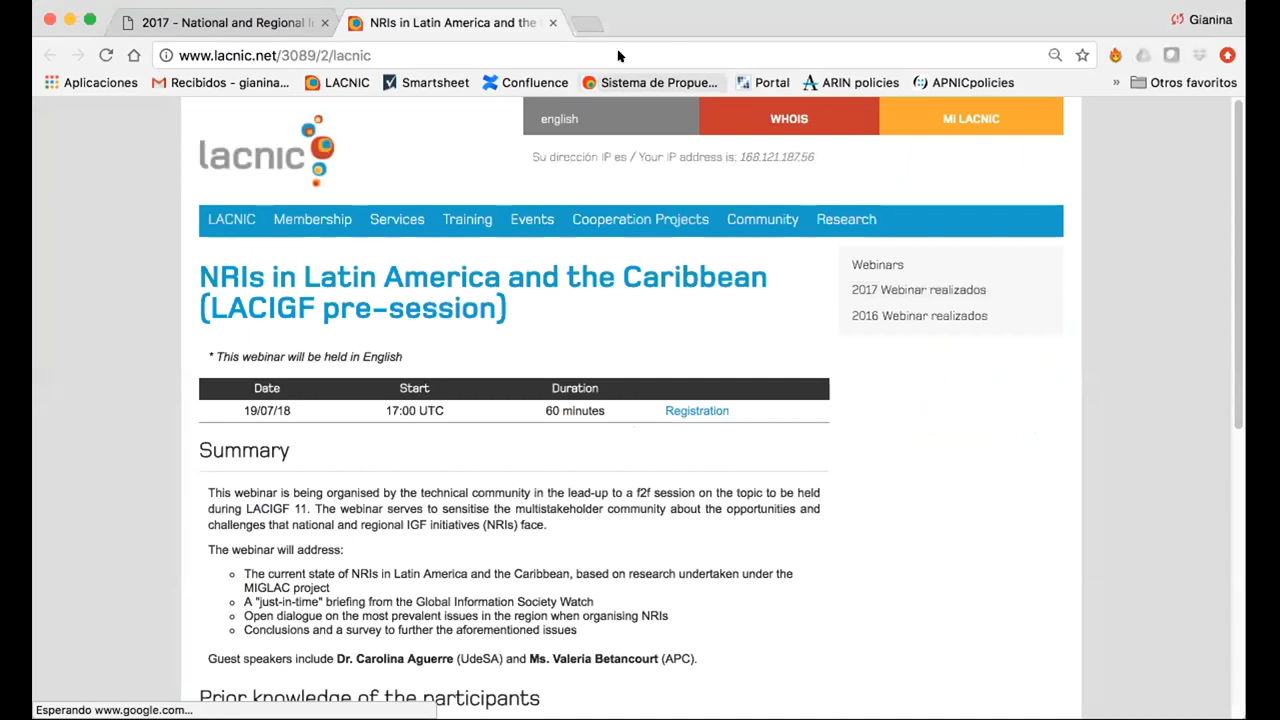 2017 - National and Regional I
NRIs in Latin America and the
Gianina
www.lacnic.net/3089/2/lacnic
Aplicaciones
Recibidos - gianina...
LACNIC
Smartsheet
Confluence
Sistema de Propue...
Portal
ARIN policies
APNICpolicies
»
Otros favoritos
lacnic
english
WHOIS
MI LACNIC
Su dirección IP es / Your IP address is: 168.121.187.56
LACNIC Membership Services Training Events Cooperation Projects Community Research
NRIs in Latin America and the Caribbean
(LACIGF pre-session)
Webinars
2017 Webinar realizados
2016 Webinar realizados
* This webinar will be held in English
Date Start Duration
19/07/18 17:00 UTC 60 minutes Registration
Summary
This webinar is being organised by the technical community in the lead-up to a f2f session on the topic to be held
during LACIGF 11. The webinar serves to sensitise the multistakeholder community about the opportunities and
challenges that national and regional IGF initiatives (NRIs) face.
The webinar will address:
The current state of NRIs in Latin America and the Caribbean, based on research undertaken under the
MIGLAC project
A "just-in-time" briefing from the Global Information Society Watch
Open dialogue on the most prevalent issues in the region when organising NRIs
Conclusions and a survey to further the aforementioned issues
Guest speakers include Dr. Carolina Aguerre (UdeSA) and Ms. Valeria Betancourt (APC).
Prior knowledge of the participants
Esperando www.google.com...